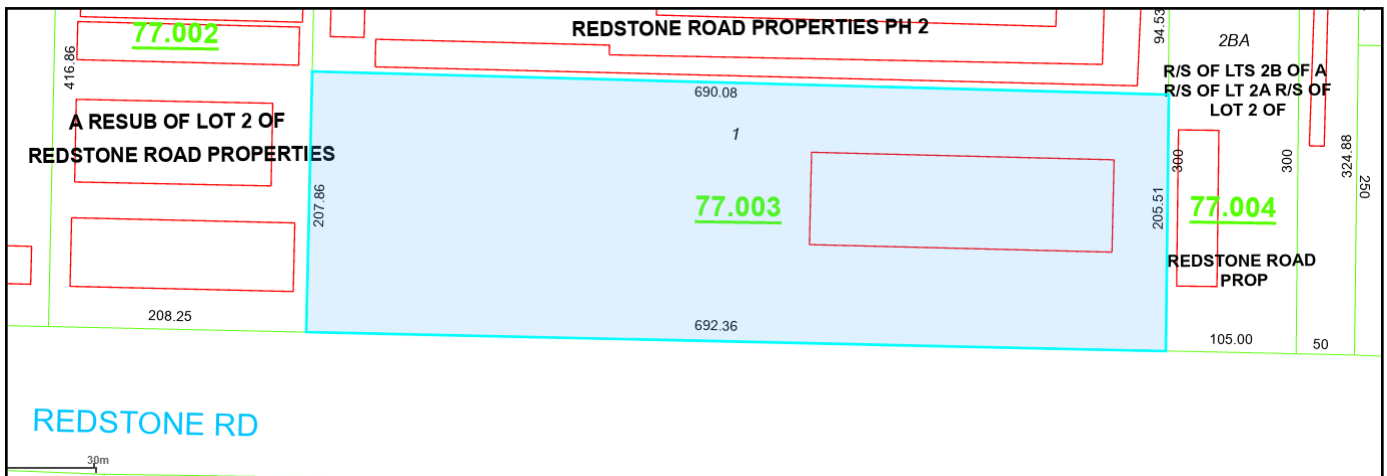 77.002
REDSTONE ROAD PROPERTIES PH 2
94.53
416.86
2BA
R/S OF LTS 2B OF A
R/S OF LT 2A R/S OF
LOT 2 OF
690.08
A RESUB OF LOT 2 OF
REDSTONE ROAD PROPERTIES
1
300
300
324.88
250
207.86
77.003
205.51
77.004
REDSTONE ROAD
PROP
208.25
692.36
105.00
50
REDSTONE RD
30m